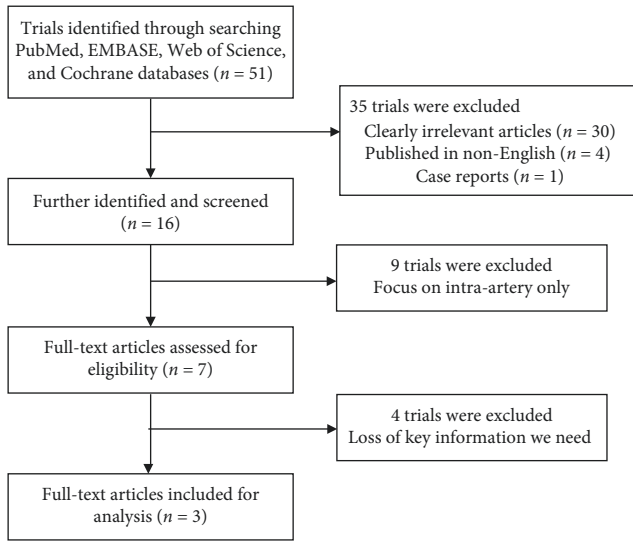 Trials identified through searching
PubMed, EMBASE, Web of Science,
and Cochrane databases (n = 51)
35 trials were excluded
Clearly irrelevant articles (n = 30)
Published in non-English (n = 4)
Case reports (n = 1)
Further identified and screened
(n = 16)
9 trials were excluded
Focus on intra-artery only
Full-text articles assessed for
eligibility (n = 7)
4 trials were excluded
Loss of key information we need
Full-text articles included for
analysis (n = 3)